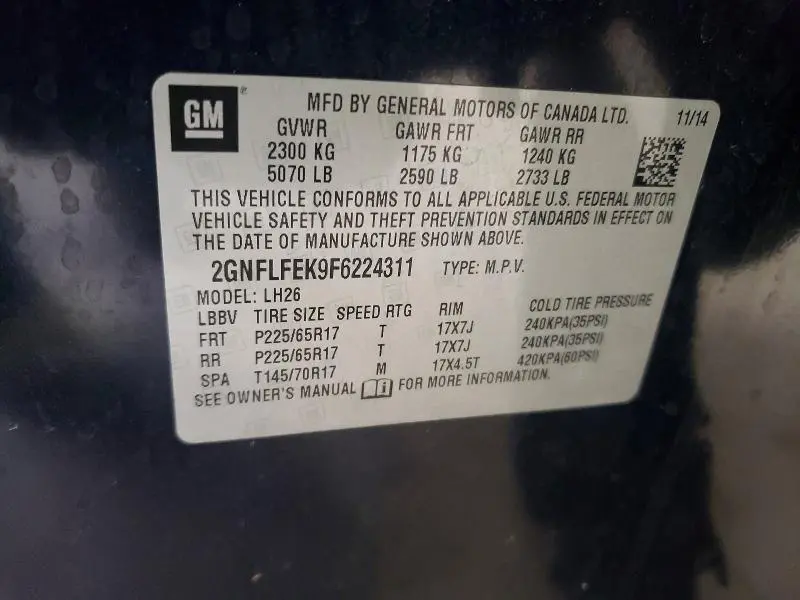 GM ® MFD BY GENERAL MOTORS OF CANADA LTD. 11/14
GVWR GAWR FRT GAWR RR
2300 KG 1175 KG 1240 KG
5070 LB 2590 LB 2733 LB
THIS VEHICLE CONFORMS TO ALL APPLICABLE U.S. FEDERAL MOTOR
VEHICLE SAFETY AND THEFT PREVENTION STANDARDS IN EFFECT ON
THE DATE OF MANUFACTURE SHOWN ABOVE.
2GNFLFEK9F6224311 TYPE: M.P.V.
MODEL: LH26
LBBV TIRE SIZE SPEED RTG RIM COLD TIRE PRESSURE
FRT P225/65R17 T 17X7J 240KPA(35PSI)
RR P225/65R17 T 17X7J 240KPA(35PSI)
SPA T145/70R17 M 17X4.5T 420KPA(60PSI)
SEE OWNER'S MANUAL i FOR MORE INFORMATION.